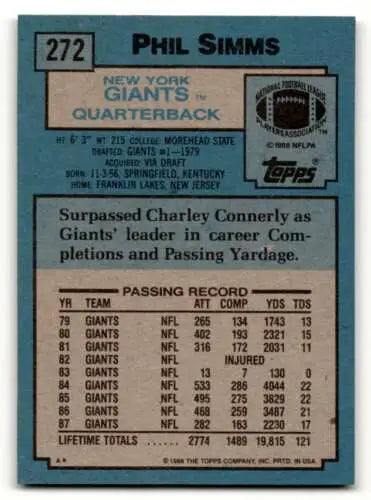 272
PHIL SIMMS
NEW YORK
GIANTS TM
QUARTERBACK
NATIONAL FOOTBALL LEAGUE
PLAYERS ASSOCIATION
©1988 NFLPA
HT 6' 3" WT 215 COLLEGE: MOREHEAD STATE
DRAFTED: GIANTS #1-1979
ACQUIRED: VIA DRAFT
BORN: 11-3-56, SPRINGFIELD, KENTUCKY
HOME: FRANKLIN LAKES, NEW JERSEY
Topps
Surpassed Charley Connerly as
Giants' leader in career Com-
pletions and Passing Yardage.
PASSING RECORD
YR TEAM ATT COMP YDS TDS
79 GIANTS NFL 265 134 1743 13
80 GIANTS NFL 402 193 2321 15
81 GIANTS NFL 316 172 2031 11
82 GIANTS NFL INJURED
83 GIANTS NFL 13 7 130 0
84 GIANTS NFL 533 286 4044 22
85 GIANTS NFL 495 275 3829 22
86 GIANTS NFL 468 259 3487 21
87 GIANTS NFL 282 163 2230 17
LIFETIME TOTALS ..... 2774 1489 19,815 121
A* © 1988 THE TOPPS COMPANY, INC. PRTD. IN USA